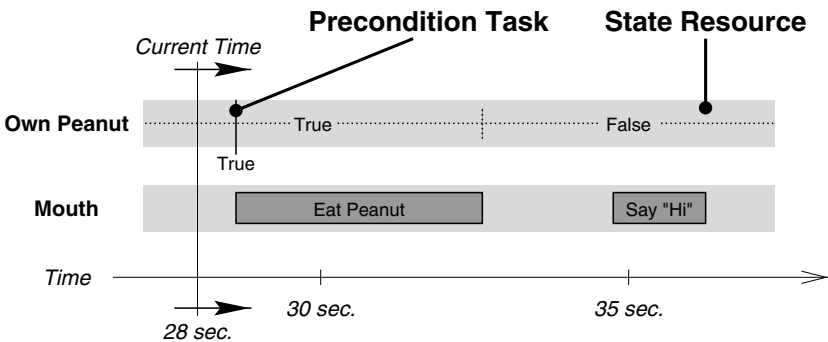 Precondition Task
State Resource
Current Time
Own Peanut
True
False
True
Mouth
Eat Peanut
Say "Hi"
Time
30 sec.
35 sec.
28 sec.